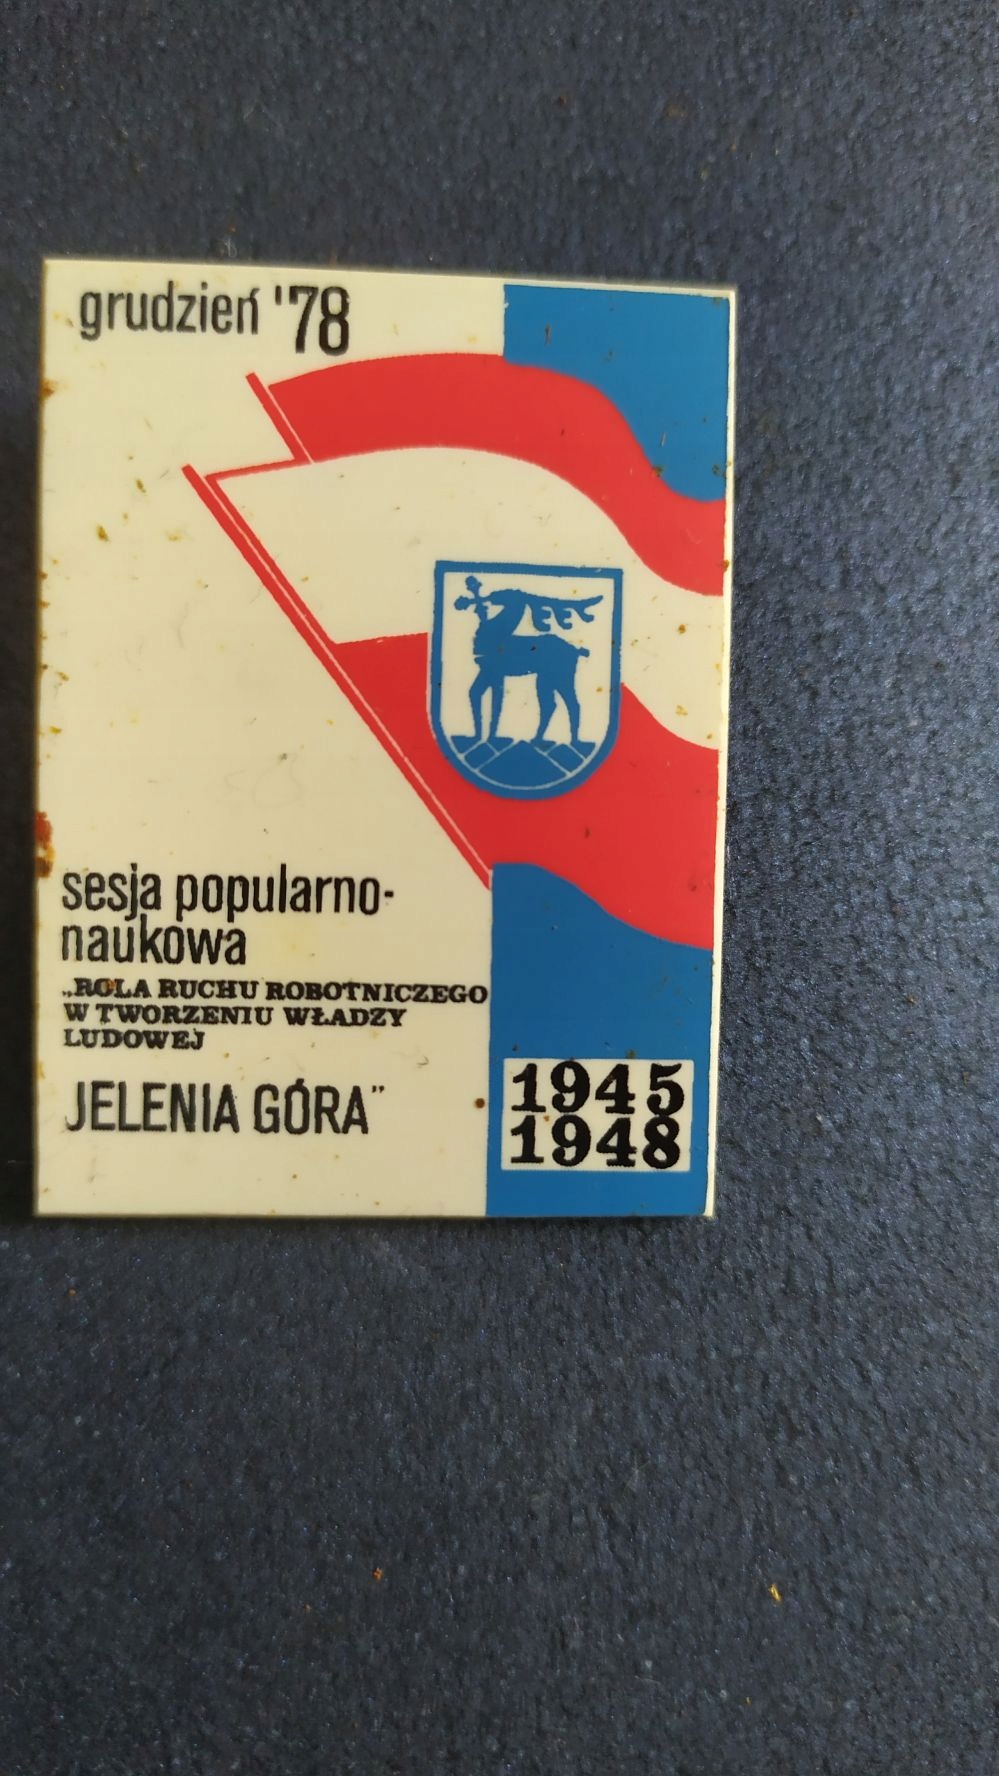 grudzień '78
sesja popularno-
naukowa
„ROLA RUCHU ROBOTNICZEGO
W TWORZENIU WŁADZY
LUDOWEJ
JELENIA GÓRA”
1945
1948